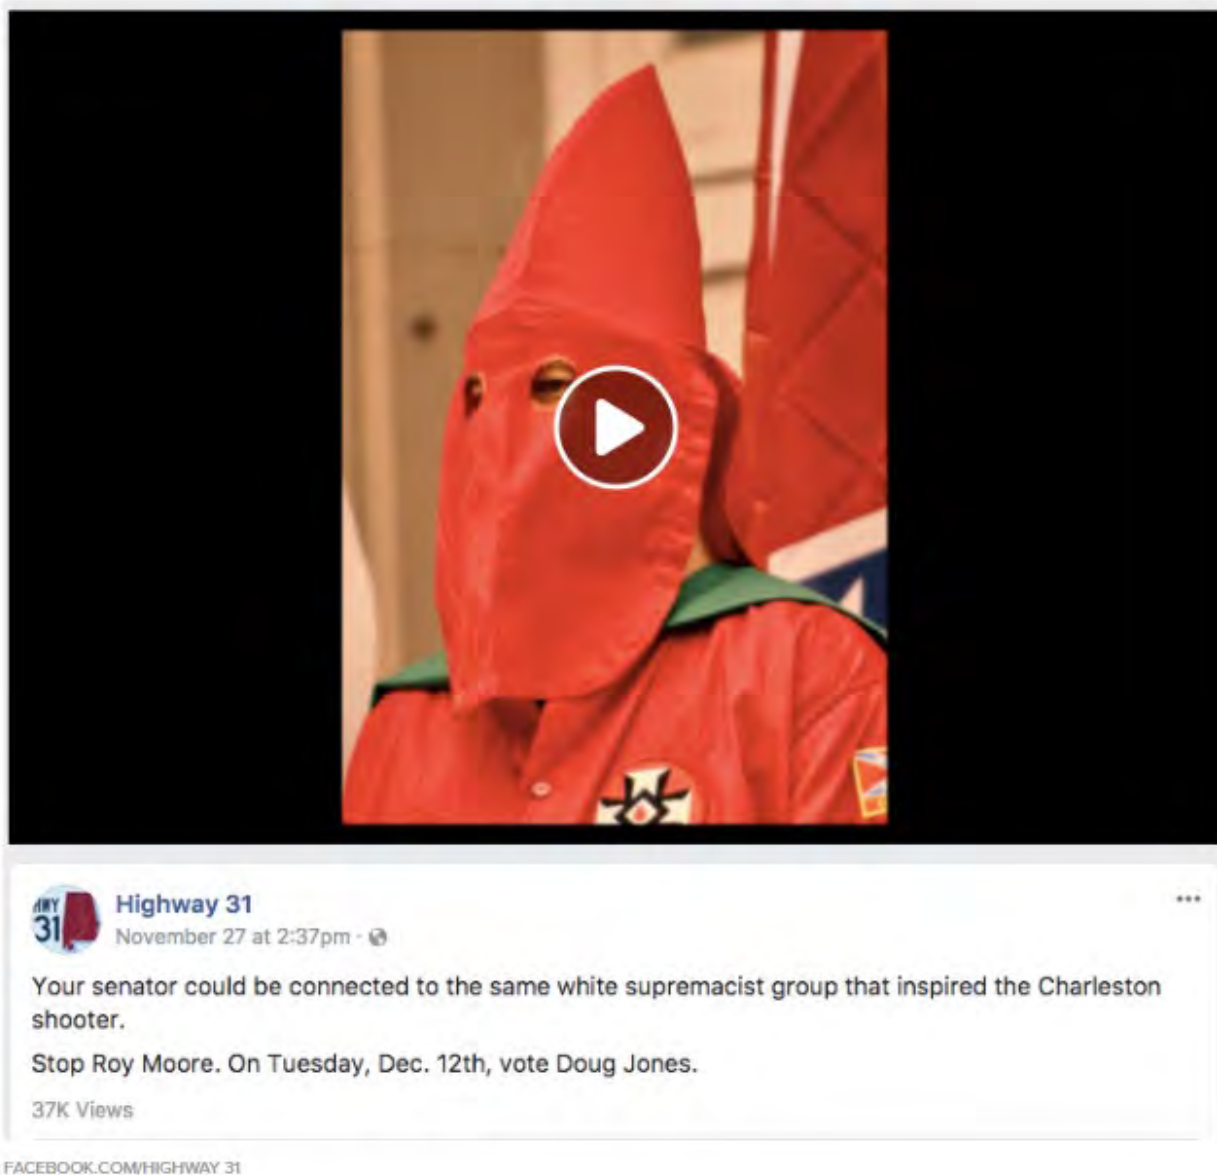 HWY
31
Highway 31
November 27 at 2:37pm ·
Your senator could be connected to the same white supremacist group that inspired the Charleston
shooter.
Stop Roy Moore. On Tuesday, Dec. 12th, vote Doug Jones.
37K Views
FACEBOOK.COM/HIGHWAY 31